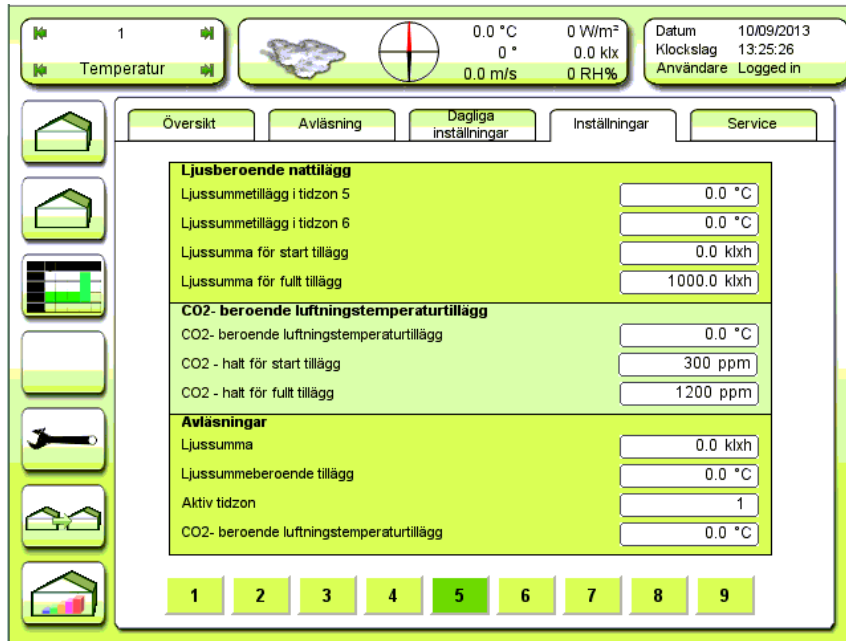 1
Temperatur
0.0 °C 0 W/m²
0 ° 0.0 klx
0.0 m/s 0 RH%
Datum 10/09/2013
Klockslag 13:25:26
Användare Logged in
Översikt
Avläsning
Dagliga
inställningar
Inställningar
Service
Ljusberoende nattilägg
Ljussummetillägg i tidzon 5 0.0 °C
Ljussummetillägg i tidzon 6 0.0 °C
Ljussumma för start tillägg 0.0 klxh
Ljussumma för fullt tillägg 1000.0 klxh
CO2- beroende luftningstemperaturtillägg
CO2- beroende luftningstemperaturtillägg 0.0 °C
CO2 - halt för start tillägg 300 ppm
CO2 - halt för fullt tillägg 1200 ppm
Avläsningar
Ljussumma 0.0 klxh
Ljussummeberoende tillägg 0.0 °C
Aktiv tidzon 1
CO2- beroende luftningstemperaturtillägg 0.0 °C
1 2 3 4 5 6 7 8 9